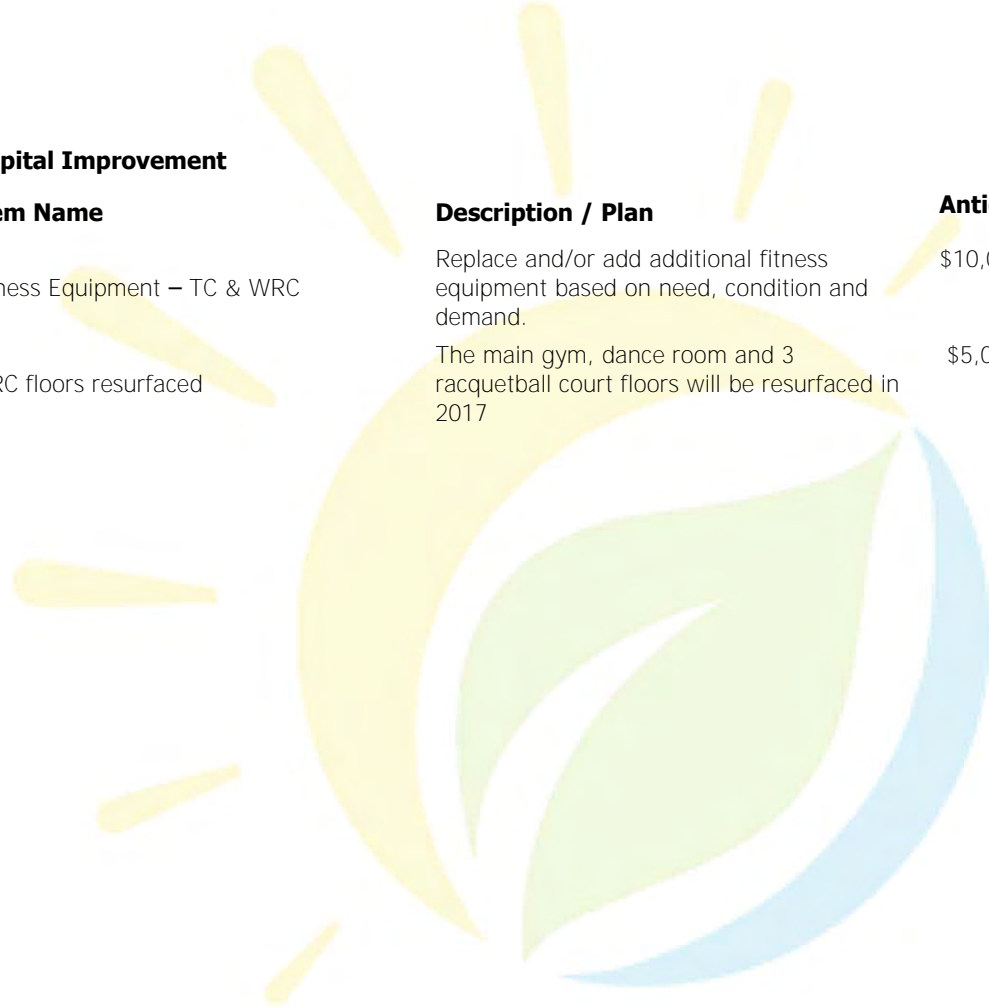 pital Improvement
em Name
Description / Plan
Anti
ness Equipment – TC & WRC
Replace and/or add additional fitness
equipment based on need, condition and
demand.
$10,0
RC floors resurfaced
The main gym, dance room and 3
racquetball court floors will be resurfaced in
2017
$5,0